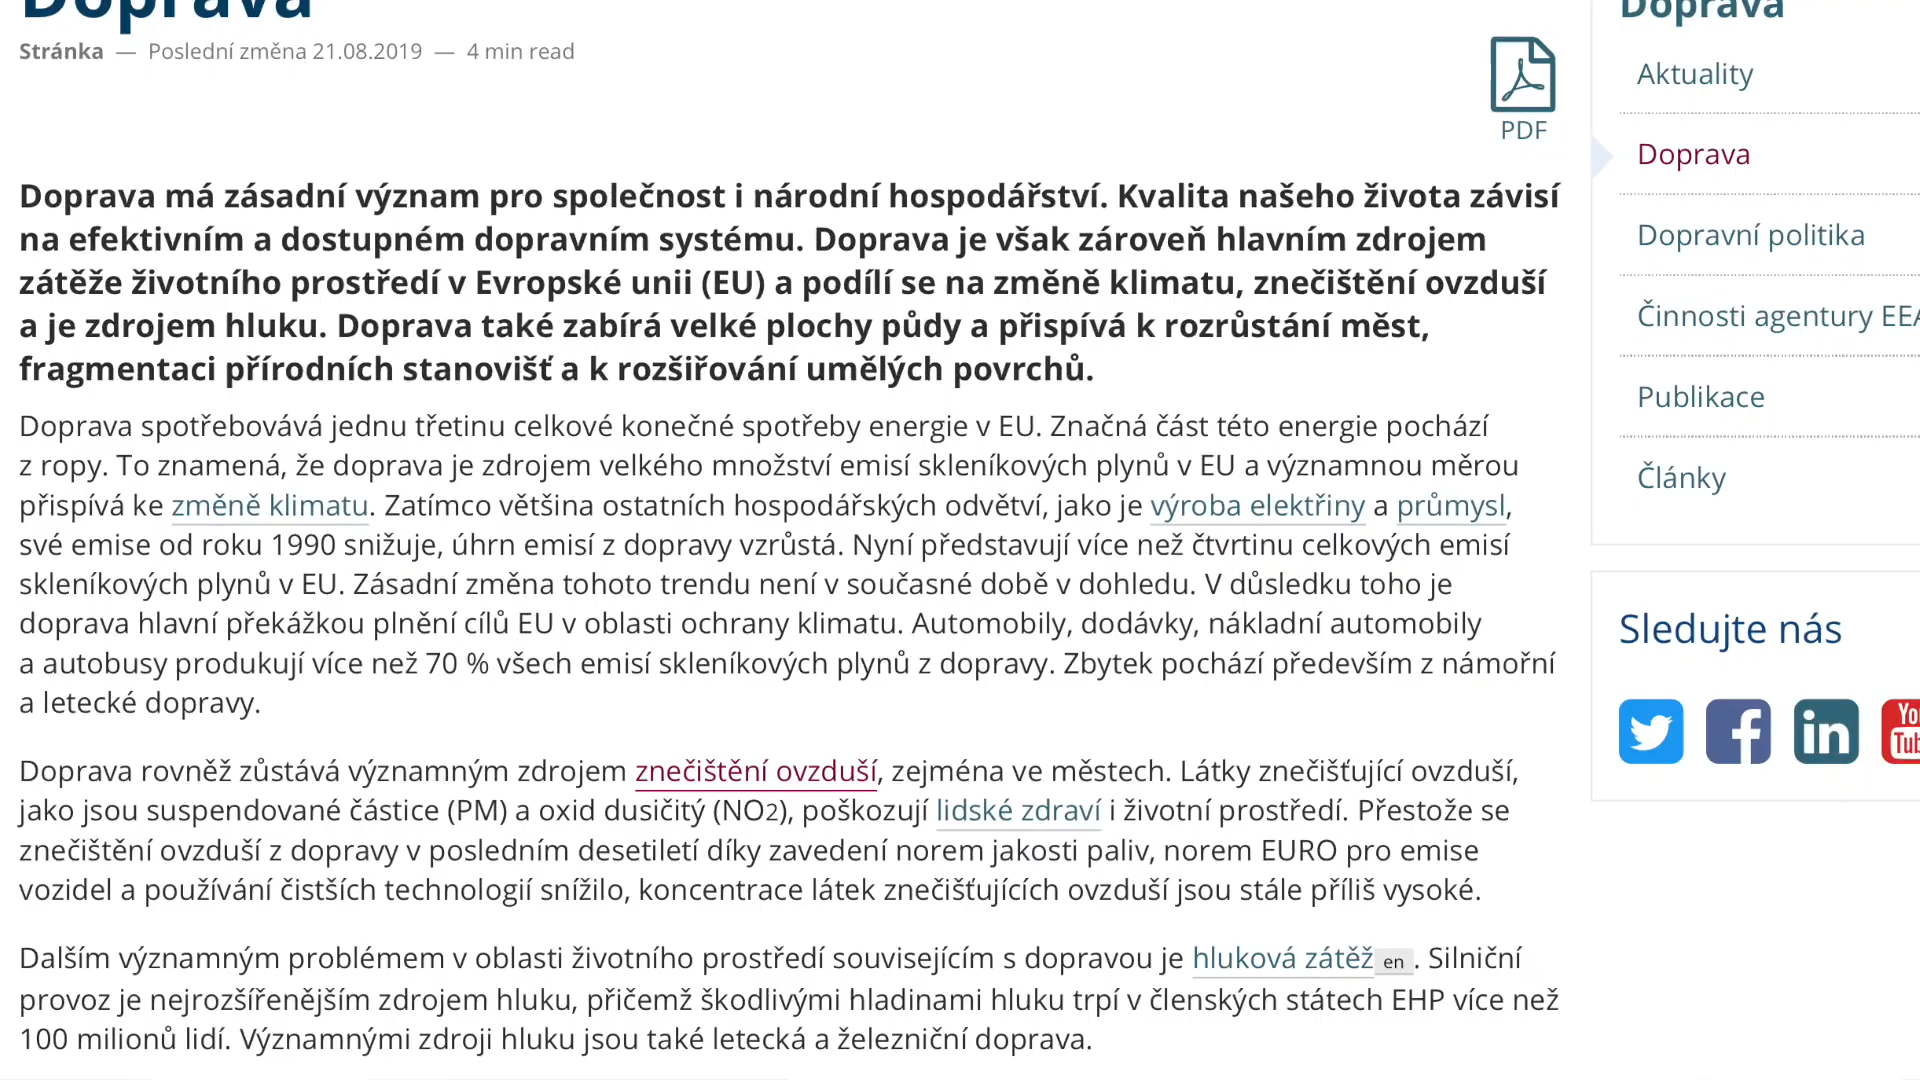 Doprava
Stránka — Poslední změna 21.08.2019 — 4 min read
PDF
Doprava má zásadní význam pro společnost i národní hospodářství. Kvalita našeho života závisí
na efektivním a dostupném dopravním systému. Doprava je však zároveň hlavním zdrojem
zátěže životního prostředí v Evropské unii (EU) a podílí se na změně klimatu, znečištění ovzduší
a je zdrojem hluku. Doprava také zabírá velké plochy půdy a přispívá k rozrůstání měst,
fragmentaci přírodních stanovišť a k rozšiřování umělých povrchů.
Doprava spotřebovává jednu třetinu celkové konečné spotřeby energie v EU. Značná část této energie pochází
z ropy. To znamená, že doprava je zdrojem velkého množství emisí skleníkových plynů v EU a významnou měrou
přispívá ke změně klimatu. Zatímco většina ostatních hospodářských odvětví, jako je výroba elektřiny a průmysl,
své emise od roku 1990 snižuje, úhrn emisí z dopravy vzrůstá. Nyní představují více než čtvrtinu celkových emisí
skleníkových plynů v EU. Zásadní změna tohoto trendu není v současné době v dohledu. V důsledku toho je
doprava hlavní překážkou plnění cílů EU v oblasti ochrany klimatu. Automobily, dodávky, nákladní automobily
a autobusy produkují více než 70 % všech emisí skleníkových plynů z dopravy. Zbytek pochází především z námořní
a letecké dopravy.
Doprava rovněž zůstává významným zdrojem znečištění ovzduší, zejména ve městech. Látky znečišťující ovzduší,
jako jsou suspendované částice (PM) a oxid dusičitý (NO2), poškozují lidské zdraví i životní prostředí. Přestože se
znečištění ovzduší z dopravy v posledním desetiletí díky zavedení norem jakosti paliv, norem EURO pro emise
vozidel a používání čistších technologií snížilo, koncentrace látek znečišťujících ovzduší jsou stále příliš vysoké.
Dalším významným problémem v oblasti životního prostředí souvisejícím s dopravou je hluková zátěž en . Silniční
provoz je nejrozšířenějším zdrojem hluku, přičemž škodlivými hladinami hluku trpí v členských státech EHP více než
100 milionů lidí. Významnými zdroji hluku jsou také letecká a železniční doprava.
Doprava
Aktuality
Doprava
Dopravní politika
Činnosti agentury EEA
Publikace
Články
Sledujte nás